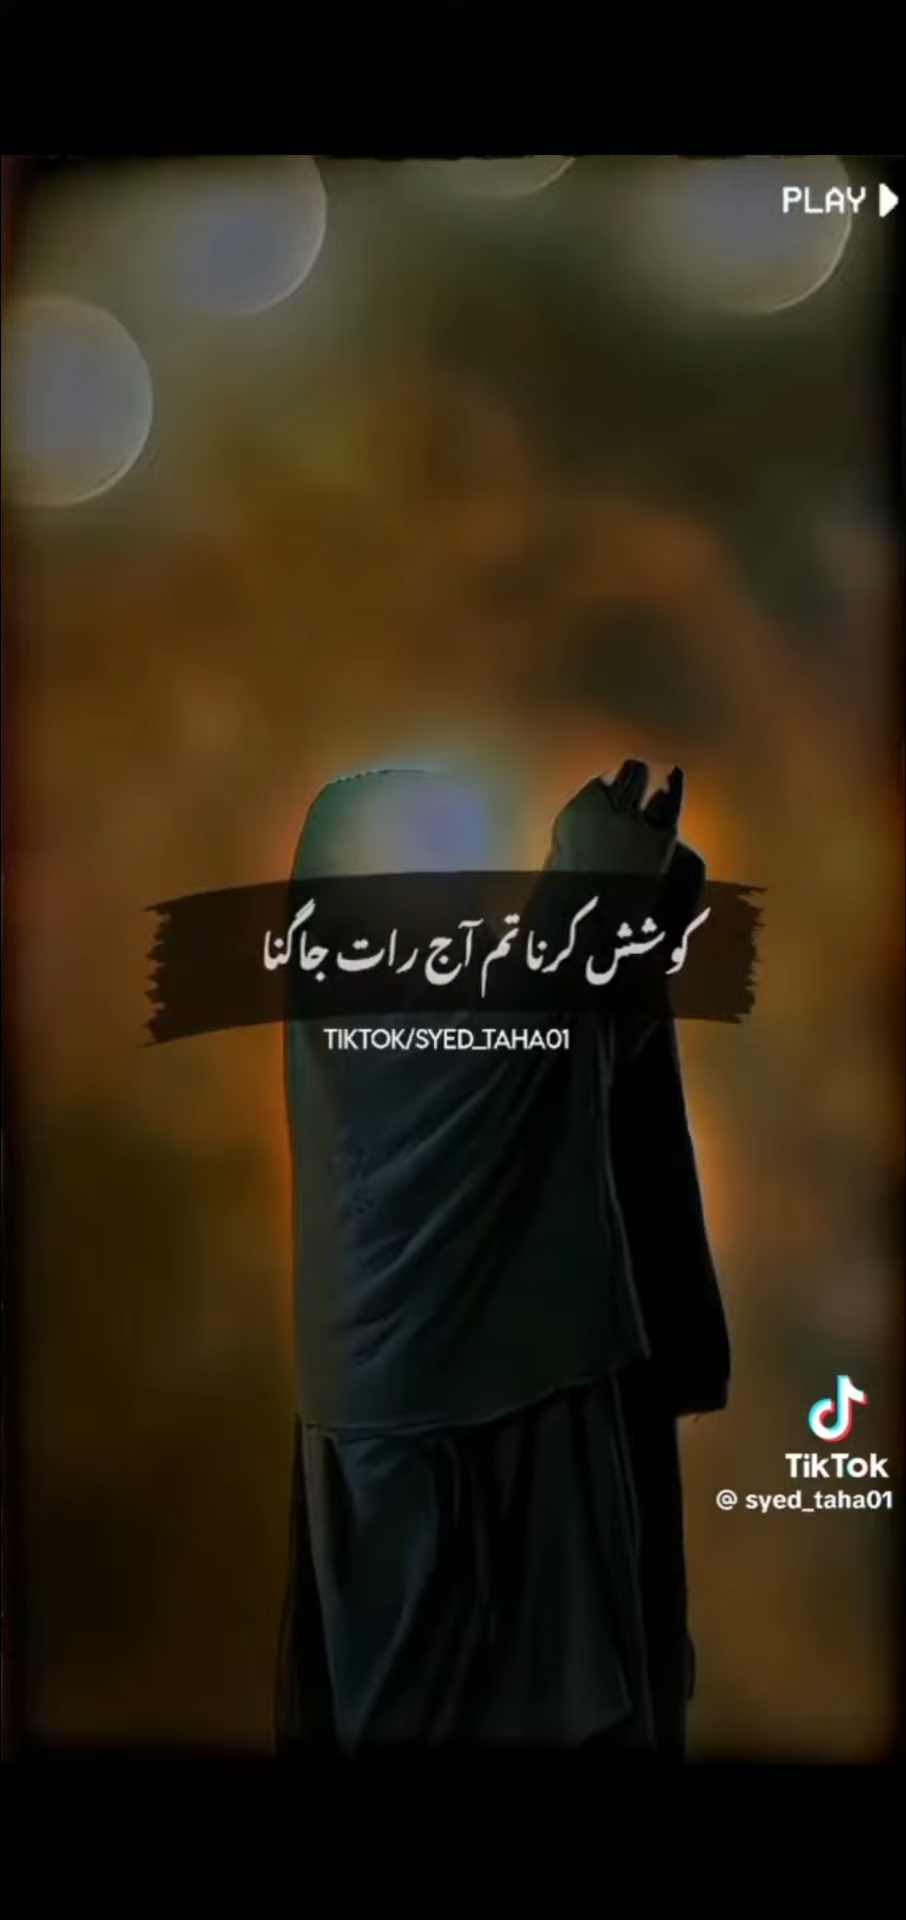 PLAY
کوشش کرنا تم آج رات جاگنا
TIKTOK/SYED_TAHA01
TikTok
@ syed_taha01